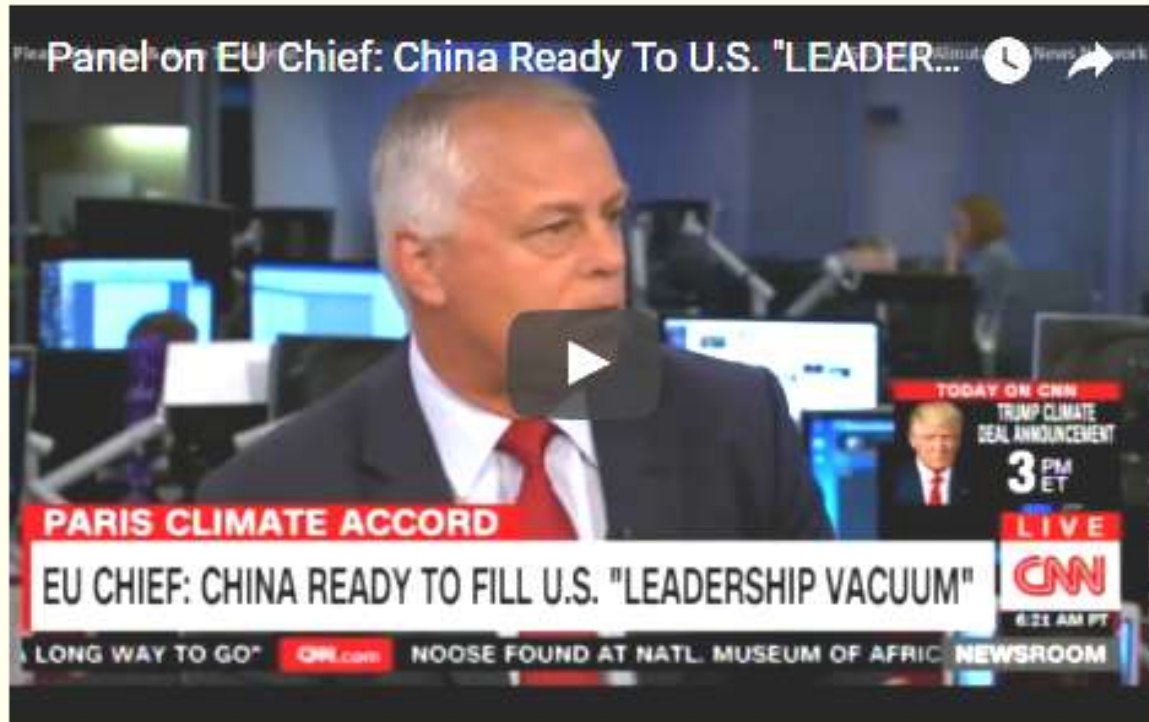 Panel on EU Chief: China Ready To U.S. "LEADER...
News Network
TODAY ON CNN
TRUMP CLIMATE
DEAL ANNOUNCEMENT
3 PM
ET
PARIS CLIMATE ACCORD
EU CHIEF: CHINA READY TO FILL U.S. "LEADERSHIP VACUUM"
LIVE
CNN
6:21 AM PT
A LONG WAY TO GO" CNN.com NOOSE FOUND AT NATL. MUSEUM OF AFRIC NEWSROOM